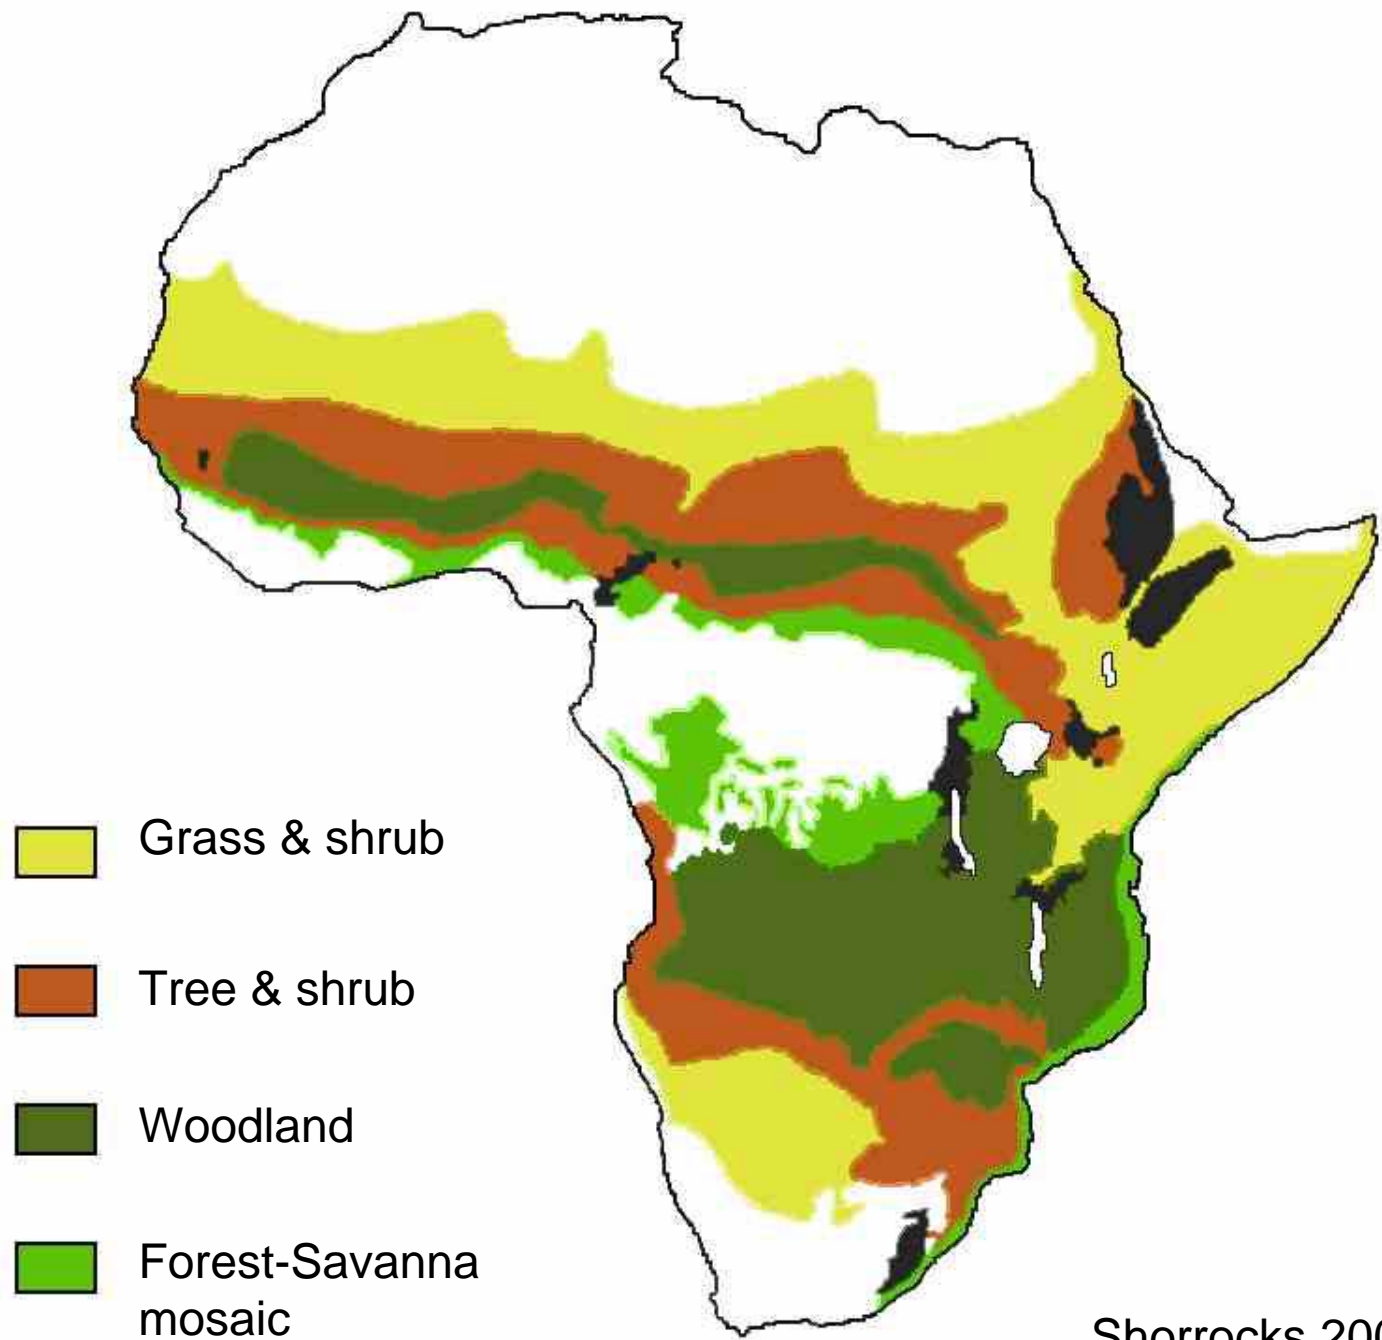 Grass & shrub
Tree & shrub
Woodland
Forest-Savanna
mosaic
Shorrocks